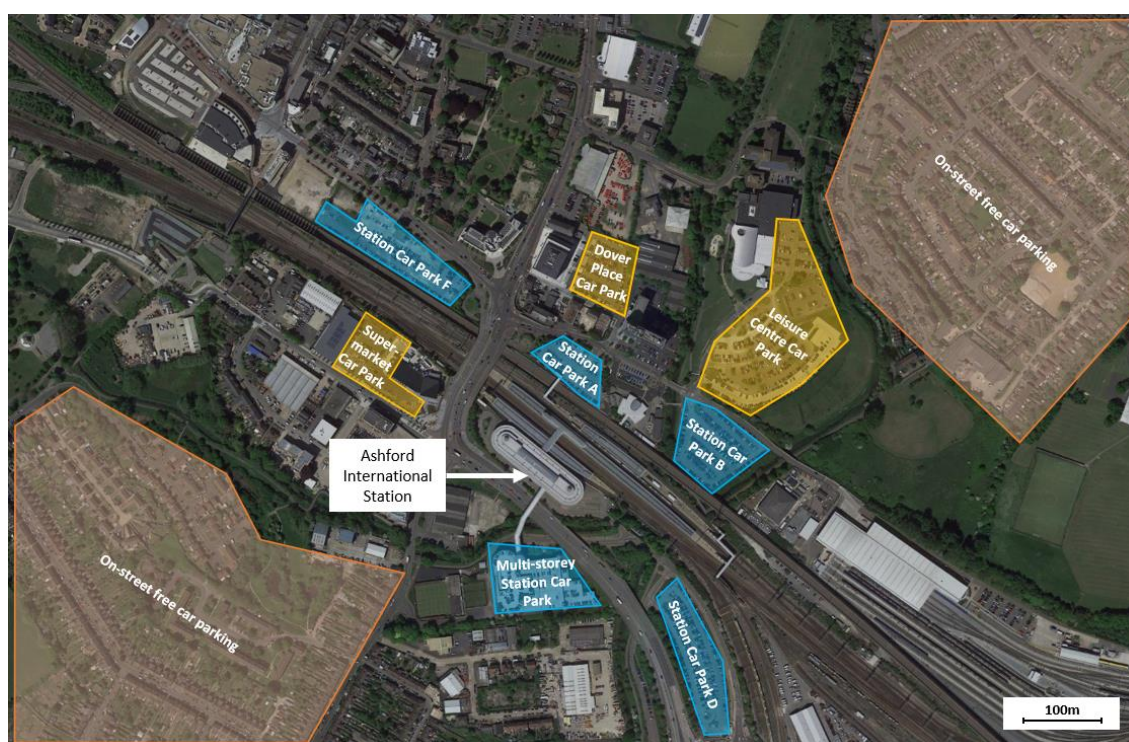 On-street free car parking
Station Car Park F
Dover
Place
Car Park
Leisure
Centre Car
Park
Super-
market
Car Park
Station
Car Park A
Station Car
Park B
Ashford
International
Station
Multi-storey
Station Car
Park
On-street free car parking
Station Car Park D
100m